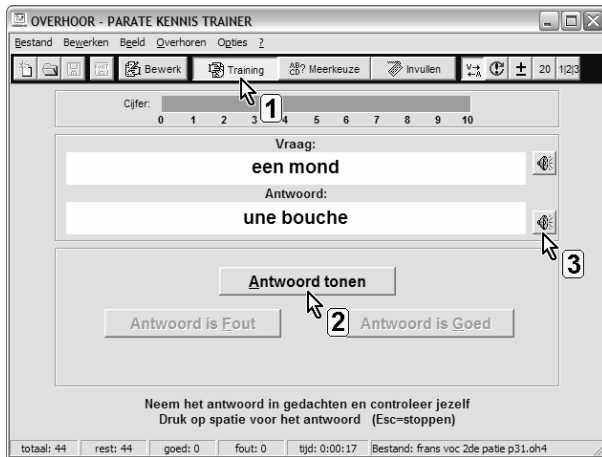 OVERHOOR - PARATE KENNIS TRAINER
Bestand Bewerken Beeld Overhoren Opties ?
Bewerk Training AB? CD? Meerkeuze Invullen V→ ←A ± 20 1|2|3
1
Cijfer:
0 1 2 3 4 5 6 7 8 9 10
Vraag:
een mond
Antwoord:
une bouche
3
Antwoord tonen
2
Antwoord is Fout Antwoord is Goed
Neem het antwoord in gedachten en controleer jezelf
Druk op spatie voor het antwoord (Esc=stoppen)
totaal: 44 rest: 44 goed: 0 fout: 0 tijd: 0:00:17 Bestand: frans voc 2de patie p31.oh4